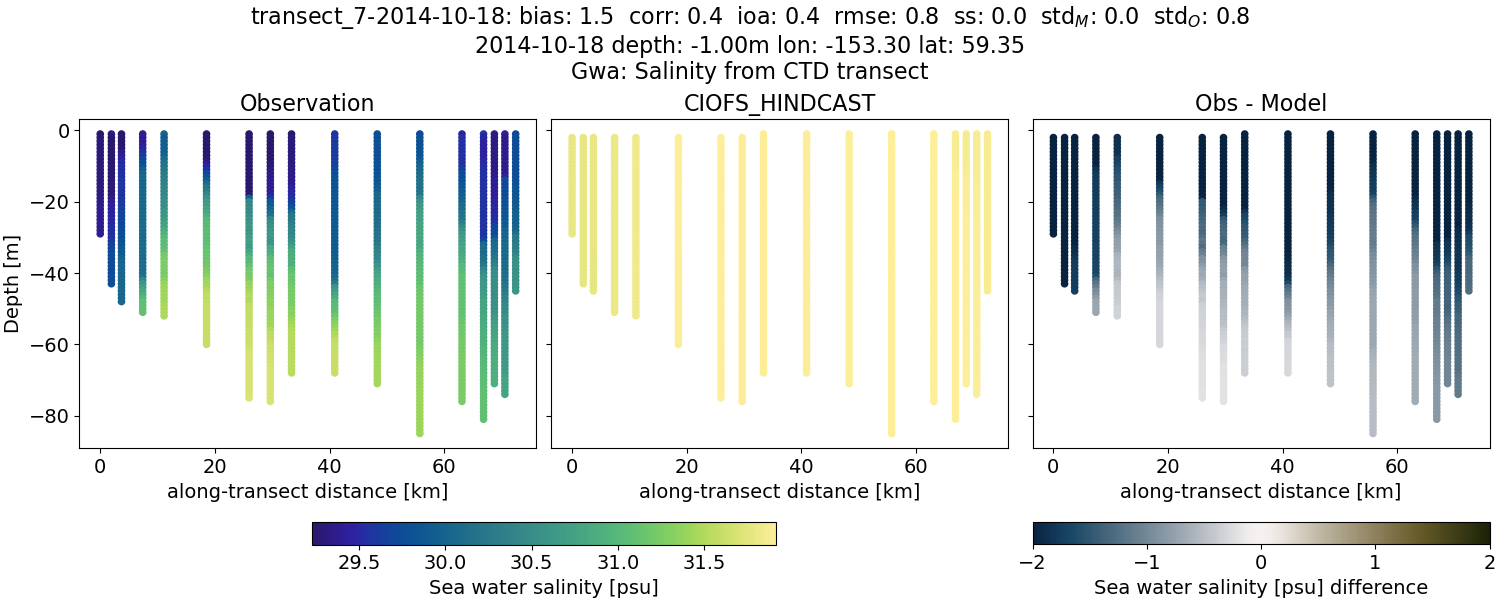 transect_7-2014-10-18: bias: 1.5 corr: 0.4 ioa: 0.4 rmse: 0.8 ss: 0.0 std_M: 0.0 std_O: 0.8
2014-10-18 depth: -1.00m lon: -153.30 lat: 59.35
Gwa: Salinity from CTD transect
Observation CIOFS_HINDCAST Obs - Model
Depth [m]
0
−20
−40
−60
−80
0 20 40 60 0 20 40 60 0 20 40 60
along-transect distance [km] along-transect distance [km] along-transect distance [km]
29.5 30.0 30.5 31.0 31.5 −2 −1 0 1 2
Sea water salinity [psu] Sea water salinity [psu] difference